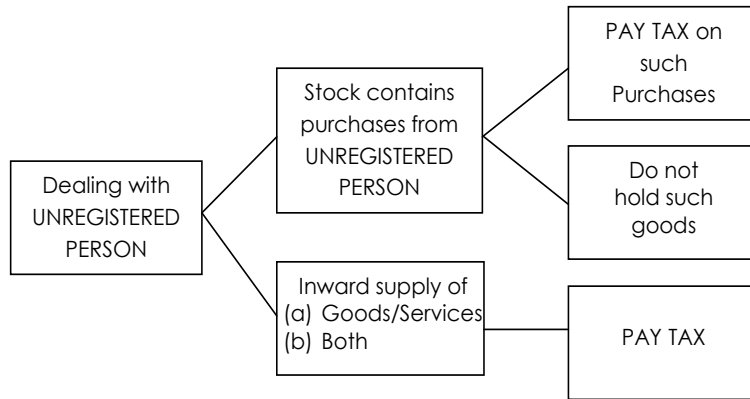 Dealing with
UNREGISTERED
PERSON
Stock contains
purchases from
UNREGISTERED
PERSON
PAY TAX on
such
Purchases
Do not
hold such
goods
Inward supply of
(a) Goods/Services
(b) Both
PAY TAX